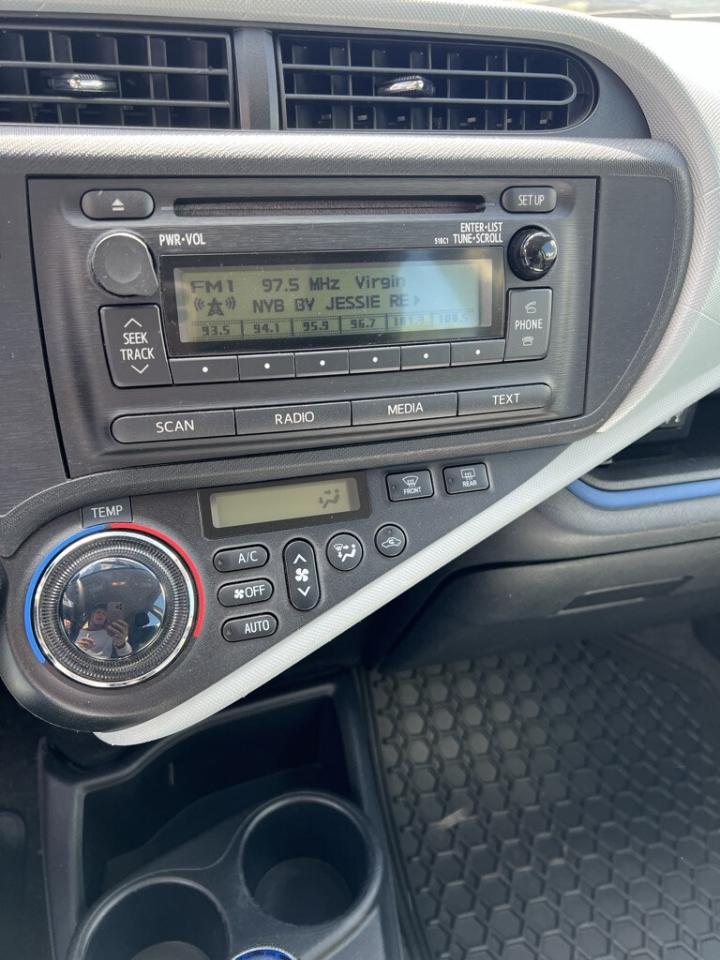 SET UP
PWR•VOL
ENTER•LIST
518C1 TUNE•SCROLL
FM1 97.5 MHz Virgin
NYB BY JESSIE RE
SEEK
TRACK
PHONE
93.5 94.1 95.9 96.7
SCAN RADIO MEDIA TEXT
TEMP
FRONT
REAR
A/C
OFF
AUTO